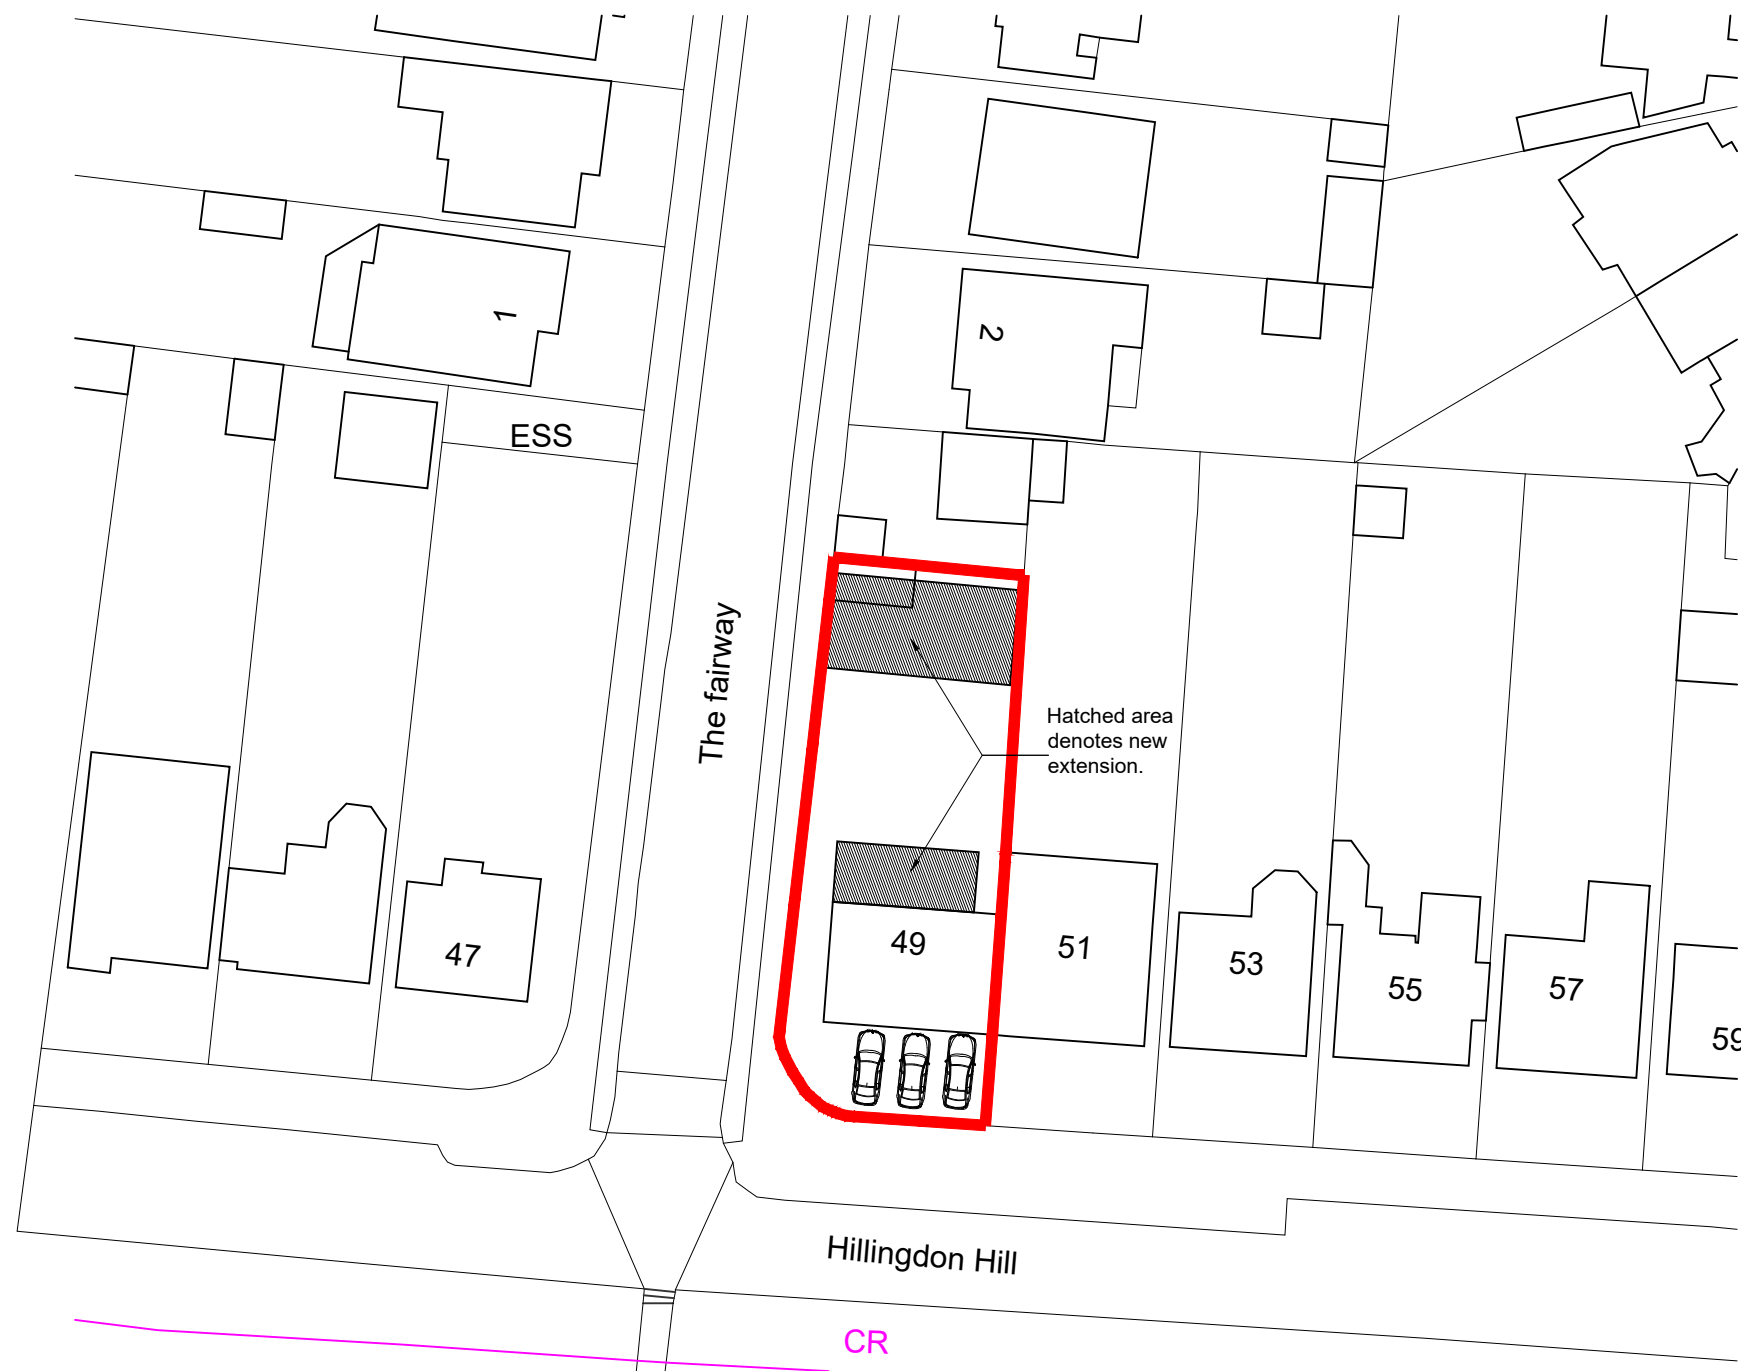 1
2
ESS
The fairway
Hatched area
denotes new
extension.
47
49
51
53
55
57
59
Hillingdon Hill
CR